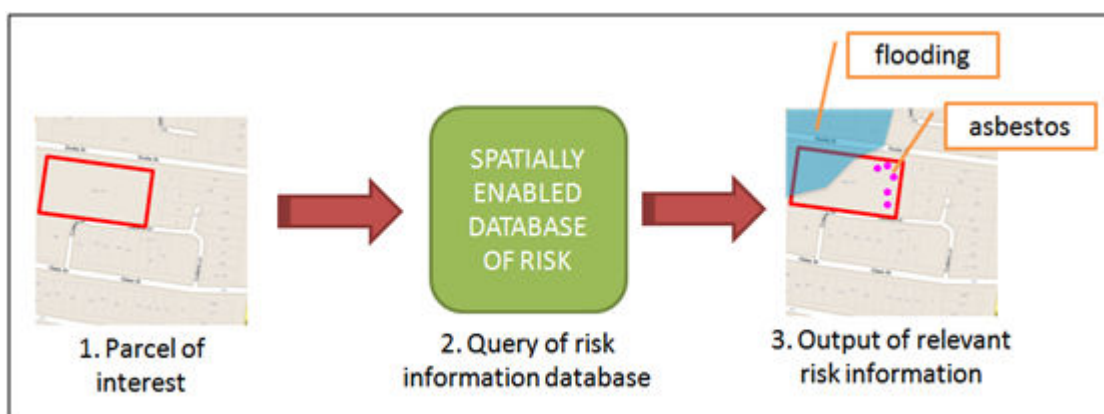 flooding
asbestos
SPATIALLY
ENABLED
DATABASE
OF RISK
1. Parcel of
interest
2. Query of risk
information database
3. Output of relevant
risk information